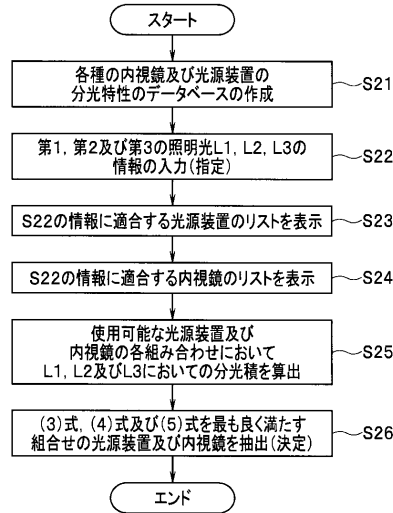 スタート
各種の内視鏡及び光源装置の
分光特性のデータベースの作成
S21
第1,第2及び第3の照明光L1,L2,L3の
情報の入力(指定)
S22
S22の情報に適合する光源装置のリストを表示
S23
S22の情報に適合する内視鏡のリストを表示
S24
使用可能な光源装置及び
内視鏡の各組み合わせにおいて
L1,L2及びL3においての分光積を算出
S25
(3)式,(4)式及び(5)式を最も良く満たす
組合せの光源装置及び内視鏡を抽出(決定)
S26
エンド